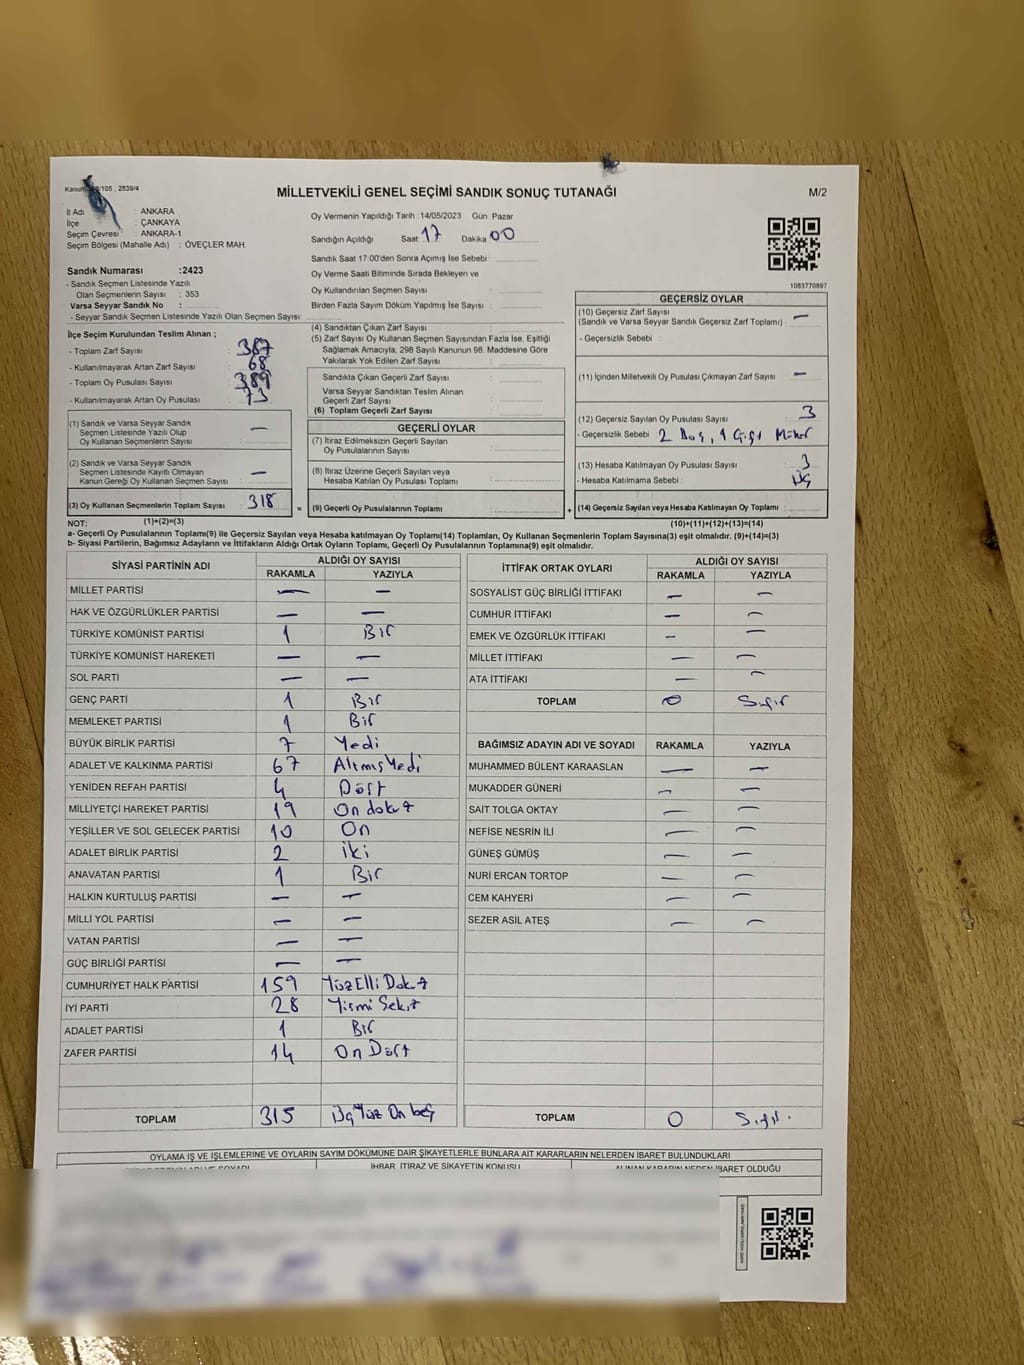 MİLLETVEKİLİ GENEL SEÇİMİ SANDIK SONUÇ TUTANAĞI
M/2
İl Adı : ANKARA
İlçe : ÇANKAYA
Seçim Çevresi : ANKARA-1
Seçim Bölgesi (Mahalle Adı) : ÖVEÇLER MAH
Sandık Numarası :2423
- Sandık Seçmen Listesinde Yazılı
Olan Seçmenlerin Sayısı : 353
Varsa Seyyar Sandık No :
- Seyyar Sandık Seçmen Listesinde Yazılı Olan Seçmen Sayısı:
İlçe Seçim Kurulundan Teslim Alınan ;
- Toplam Zarf Sayısı : 387
- Kullanılmayarak Artan Zarf Sayısı : 68
- Toplam Oy Pusulası Sayısı : 389
- Kullanılmayarak Artan Oy Pusulası : 73
(1) Sandık ve Varsa Seyyar Sandık
Seçmen Listesinde Yazılı Olup
Oy Kullanan Seçmenlerin Sayısı : —
(2) Sandık ve Varsa Seyyar Sandık
Seçmen Listesinde Kayıtlı Olmayan
Kanun Gereği Oy Kullanan Seçmen Sayısı : —
(3) Oy Kullanan Seçmenlerin Toplam Sayısı : 318 =
Oy Vermenin Yapıldığı Tarih : 14/05/2023 Gün: Pazar
Sandığın Açıldığı Saat 17 Dakika 00
Sandık Saat 17:00'den Sonra Açımış İse Sebebi :
Oy Verme Saati Bitiminde Sırada Bekleyen ve
Oy Kullandırılan Seçmen Sayısı :
Birden Fazla Sayım Döküm Yapılmış İse Sayısı :
(4) Sandıktan Çıkan Zarf Sayısı :
(5) Zarf Sayısı Oy Kullanan Seçmen Sayısından Fazla İse, Eşitliği
Sağlamak Amacıyla, 298 Sayılı Kanunun 98. Maddesine Göre
Yakılarak Yok Edilen Zarf Sayısı :
Sandıkta Çıkan Geçerli Zarf Sayısı :
Varsa Seyyar Sandıktan Teslim Alınan
Geçerli Zarf Sayısı :
(6) Toplam Geçerli Zarf Sayısı :
GEÇERLİ OYLAR
(7) İtiraz Edilmeksizin Geçerli Sayılan
Oy Pusulalarının Sayısı :
(8) İtiraz Üzerine Geçerli Sayılan veya
Hesaba Katılan Oy Pusulası Toplamı :
(9) Geçerli Oy Pusulalarının Toplamı : +
1083770897
GEÇERSİZ OYLAR
(10) Geçersiz Zarf Sayısı
(Sandık ve Varsa Seyyar Sandık Geçersiz Zarf Toplamı) : —
- Geçersizlik Sebebi :
(11) İçinden Milletvekili Oy Pusulası Çıkmayan Zarf Sayısı : —
(12) Geçersiz Sayılan Oy Pusulası Sayısı : 3
- Geçersizlik Sebebi : 2 Boş, 1
(13) Hesaba Katılmayan Oy Pusulası Sayısı : 3
- Hesaba Katılmama Sebebi : Üç
(14) Geçersiz Sayılan veya Hesaba Katılmayan Oy Toplamı :
NOT: (1)+(2)=(3) (10)+(11)+(12)+(13)=(14)
a- Geçerli Oy Pusulalarının Toplamı(9) ile Geçersiz Sayılan veya Hesaba Katılmayan Oy Toplamı(14) Toplamları, Oy Kullanan Seçmenlerin Toplam Sayısına(3) eşit olmalıdır. (9)+(14)=(3)
b- Siyasi Partilerin, Bağımsız Adayların ve İttifakların Aldığı Ortak Oyların Toplamı, Geçerli Oy Pusulalarının Toplamına(9) eşit olmalıdır.
SİYASİ PARTİNİN ADI ALDIĞI OY SAYISI
RAKAMLA YAZIYLA
MİLLET PARTİSİ — —
HAK VE ÖZGÜRLÜKLER PARTİSİ — —
TÜRKİYE KOMÜNİST PARTİSİ 1 Bir
TÜRKİYE KOMÜNİST HAREKETİ — —
SOL PARTİ — —
GENÇ PARTİ 1 Bir
MEMLEKET PARTİSİ 1 Bir
BÜYÜK BİRLİK PARTİSİ 7 Yedi
ADALET VE KALKINMA PARTİSİ 67 Altmış Yedi
YENİDEN REFAH PARTİSİ 4 Dört
MİLLİYETÇİ HAREKET PARTİSİ 19 On dokuz
YEŞİLLER VE SOL GELECEK PARTİSİ 10 On
ADALET BİRLİK PARTİSİ 2 iki
ANAVATAN PARTİSİ 1 Bir
HALKIN KURTULUŞ PARTİSİ — —
MİLLİ YOL PARTİSİ — —
VATAN PARTİSİ — —
GÜÇ BİRLİĞİ PARTİSİ — —
CUMHURİYET HALK PARTİSİ 159 Yüz Elli Dokuz
İYİ PARTİ 28 Yirmi Sekiz
ADALET PARTİSİ 1 Bir
ZAFER PARTİSİ 14 On Dört
TOPLAM 315 Üç Yüz On beş
İTTİFAK ORTAK OYLARI ALDIĞI OY SAYISI
RAKAMLA YAZIYLA
SOSYALİST GÜÇ BİRLİĞİ İTTİFAKI — —
CUMHUR İTTİFAKI — —
EMEK VE ÖZGÜRLÜK İTTİFAKI — —
MİLLET İTTİFAKI — —
ATA İTTİFAKI — —
TOPLAM 0 Sıfır
BAĞIMSIZ ADAYIN ADI VE SOYADI RAKAMLA YAZIYLA
MUHAMMED BÜLENT KARAASLAN — —
MUKADDER GÜNERİ — —
SAİT TOLGA OKTAY — —
NEFİSE NESRİN İLİ — —
GÜNEŞ GÜMÜŞ — —
NURİ ERCAN TORTOP — —
CEM KAHYERİ — —
SEZER ASİL ATEŞ — —
TOPLAM 0 Sıfır.
OYLAMA İŞ VE İŞLEMLERİNE VE OYLARIN SAYIM DÖKÜMÜNE DAİR ŞİKAYETLERLE BUNLARA AİT KARARLARIN NELERDEN İBARET BULUNDUKLARI
İHBAR, İTİRAZ VE ŞİKAYETİN KONUSU ALINAN KARARIN NEDEN İBARET OLDUĞU